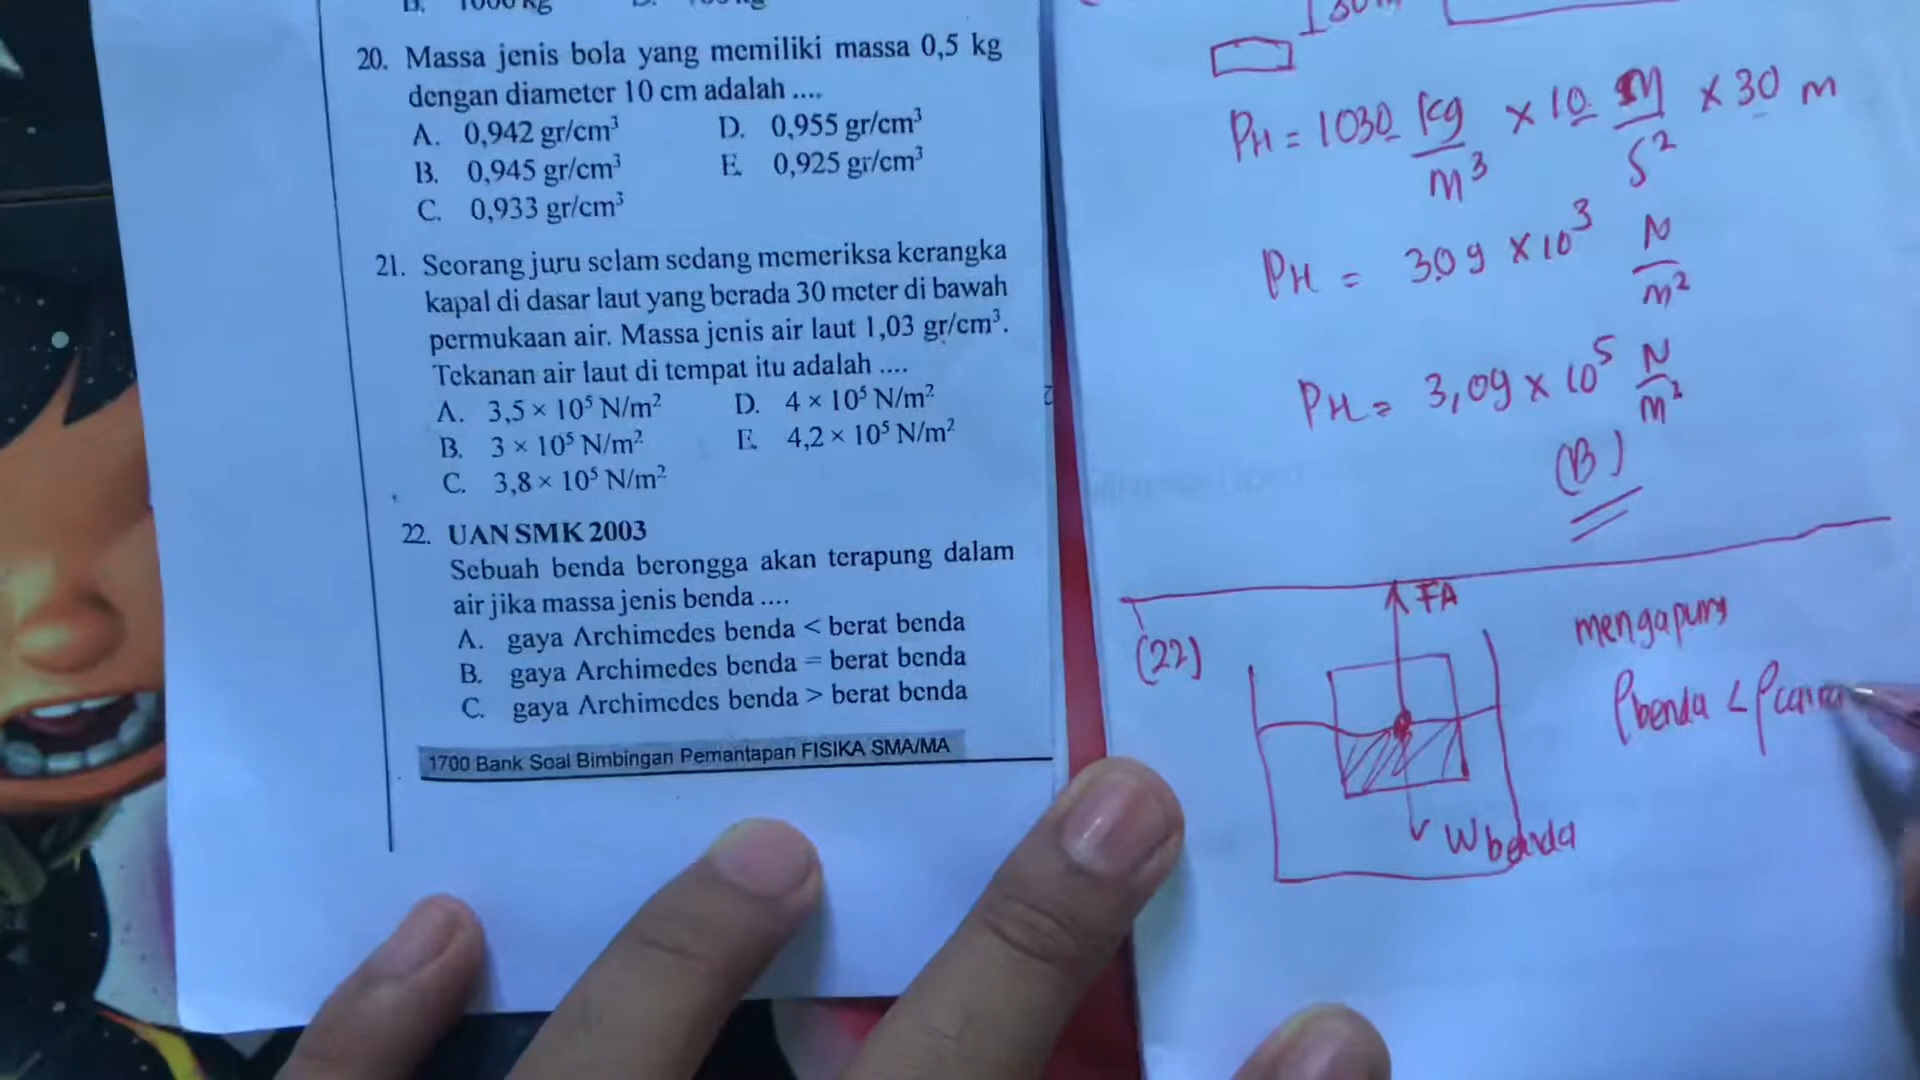 20. Massa jenis bola yang memiliki massa 0,5 kg
dengan diameter 10 cm adalah ....
A. 0,942 gr/cm³
D. 0,955 gr/cm³
B. 0,945 gr/cm³
E. 0,925 gr/cm³
C. 0,933 gr/cm³
21. Seorang juru selam sedang memeriksa kerangka
kapal di dasar laut yang berada 30 meter di bawah
permukaan air. Massa jenis air laut 1,03 gr/cm³.
Tekanan air laut di tempat itu adalah ....
A. 3,5 × 10⁵ N/m²
D. 4 × 10⁵ N/m²
B. 3 × 10⁵ N/m²
E. 4,2 × 10⁵ N/m²
C. 3,8 × 10⁵ N/m²
22. UAN SMK 2003
Sebuah benda berongga akan terapung dalam
air jika massa jenis benda ....
A. gaya Archimedes benda < berat benda
B. gaya Archimedes benda = berat benda
C. gaya Archimedes benda > berat benda
1700 Bank Soal Bimbingan Pemantapan FISIKA SMA/MA
PH = 1030 kg/m³ × 10 m/s² × 30 m
PH = 309 × 10³ N/m²
PH = 3,09 × 10⁵ N/m²
(B)
(22)
FA
mengapung
ρbenda < ρ
Wbenda